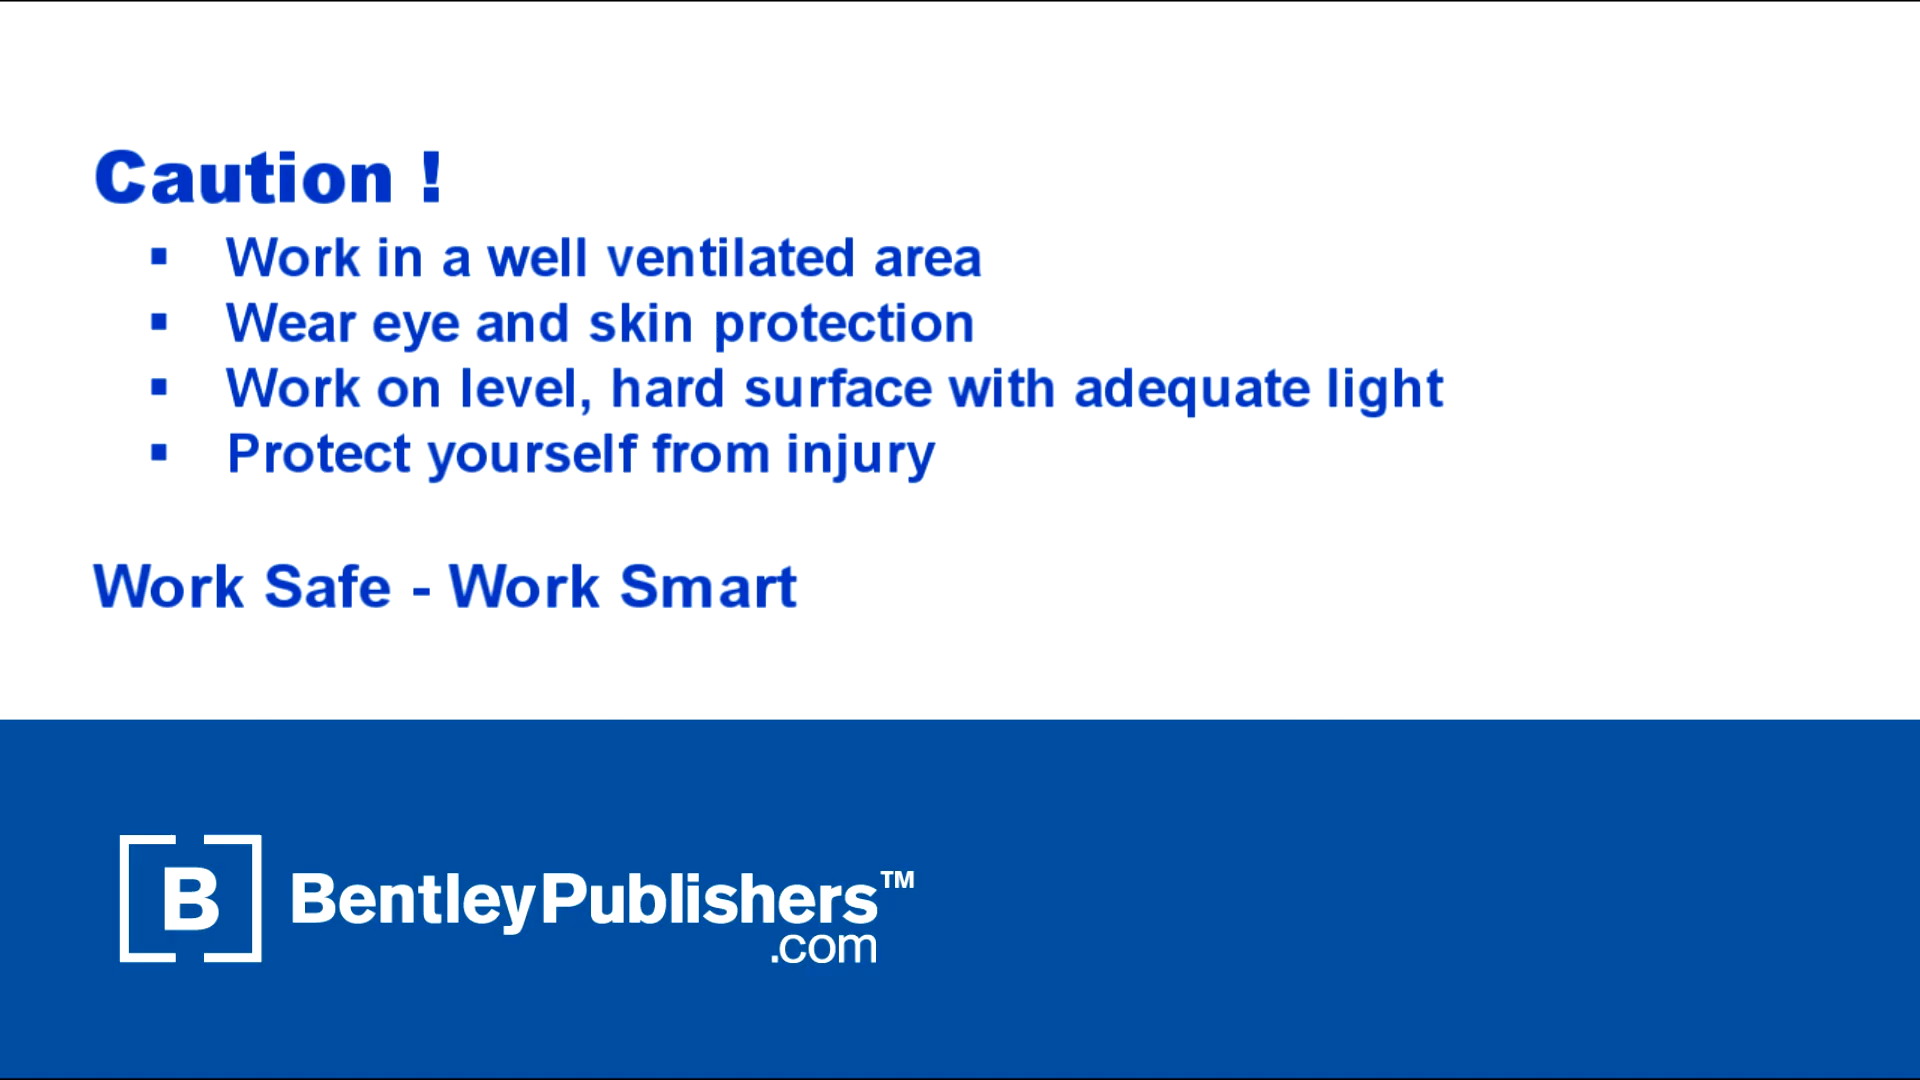 Caution !
▪ Work in a well ventilated area
▪ Wear eye and skin protection
▪ Work on level, hard surface with adequate light
▪ Protect yourself from injury
Work Safe - Work Smart
B
BentleyPublishers™
.com